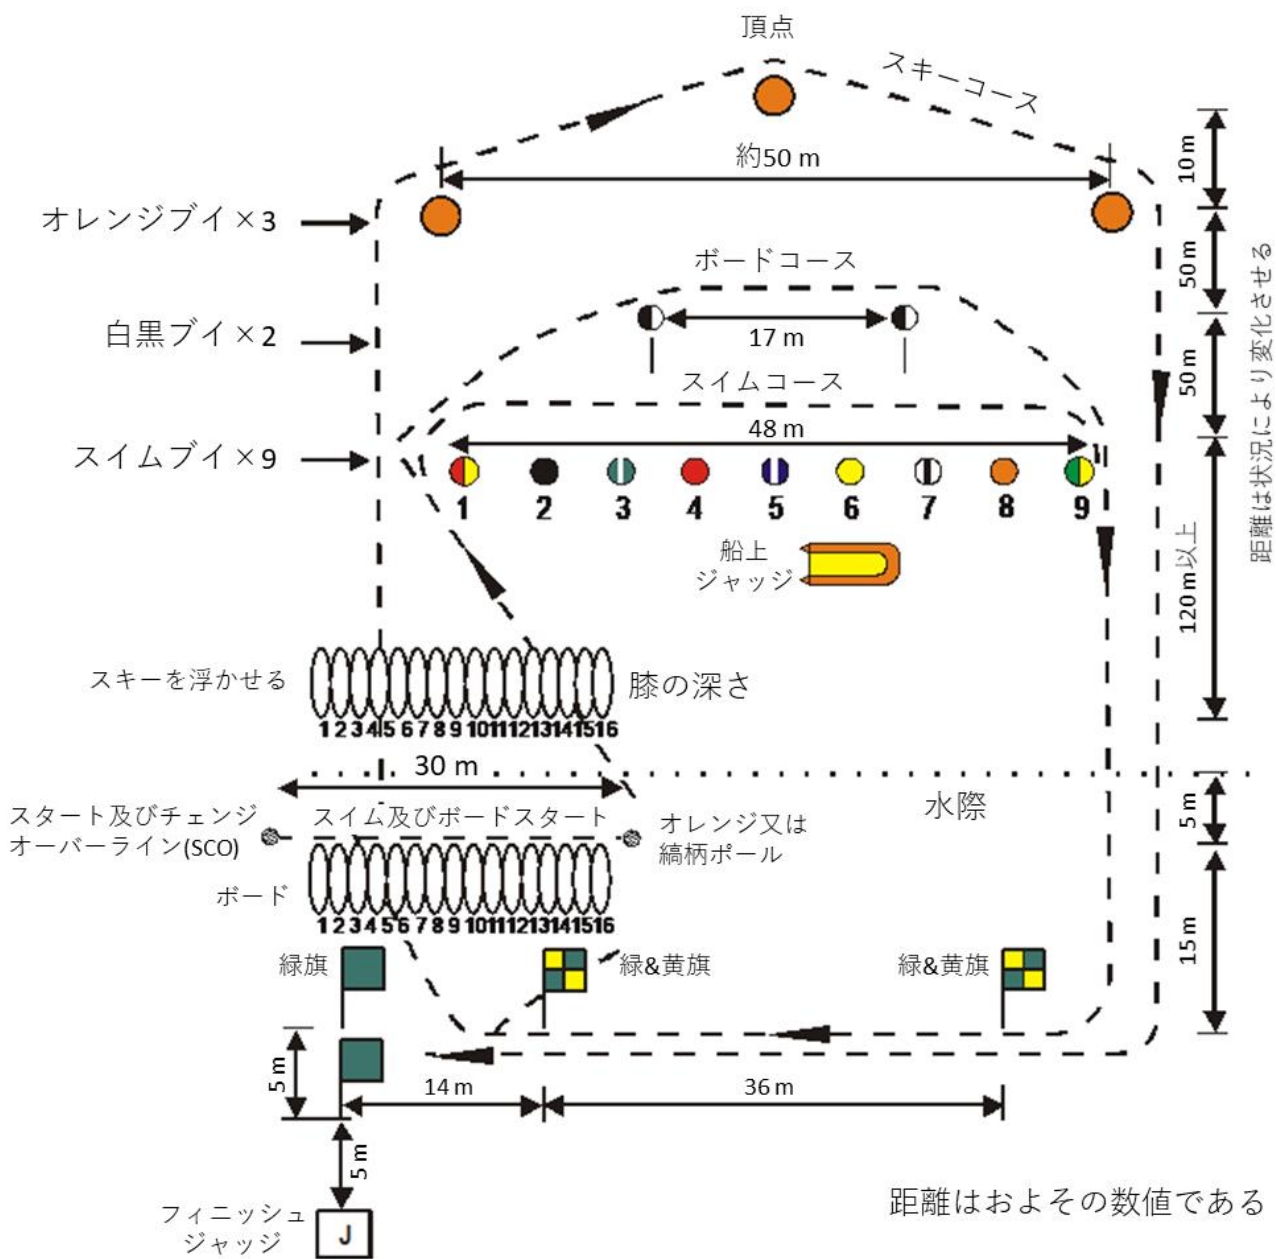 頂点
スキーコース
約50 m
10 m
オレンジブイ×3
50 m
ボードコース
白黒ブイ×2
17 m
50 m
距離は状況により変化させる
スイムコース
48 m
スイムブイ×9
1 2 3 4 5 6 7 8 9
船上
ジャッジ
120 m以上
スキーを浮かせる
膝の深さ
1 2 3 4 5 6 7 8 9 10 11 12 13 14 15 16
30 m
水際
5 m
スタート及びチェンジ
オーバーライン(SCO)
スイム及びボードスタート
オレンジ又は
縞柄ポール
ボード
1 2 3 4 5 6 7 8 9 10 11 12 13 14 15 16
15 m
緑旗
緑&黄旗
緑&黄旗
5 m
14 m
36 m
5 m
距離はおよその数値である
フィニッシュ
ジャッジ
J